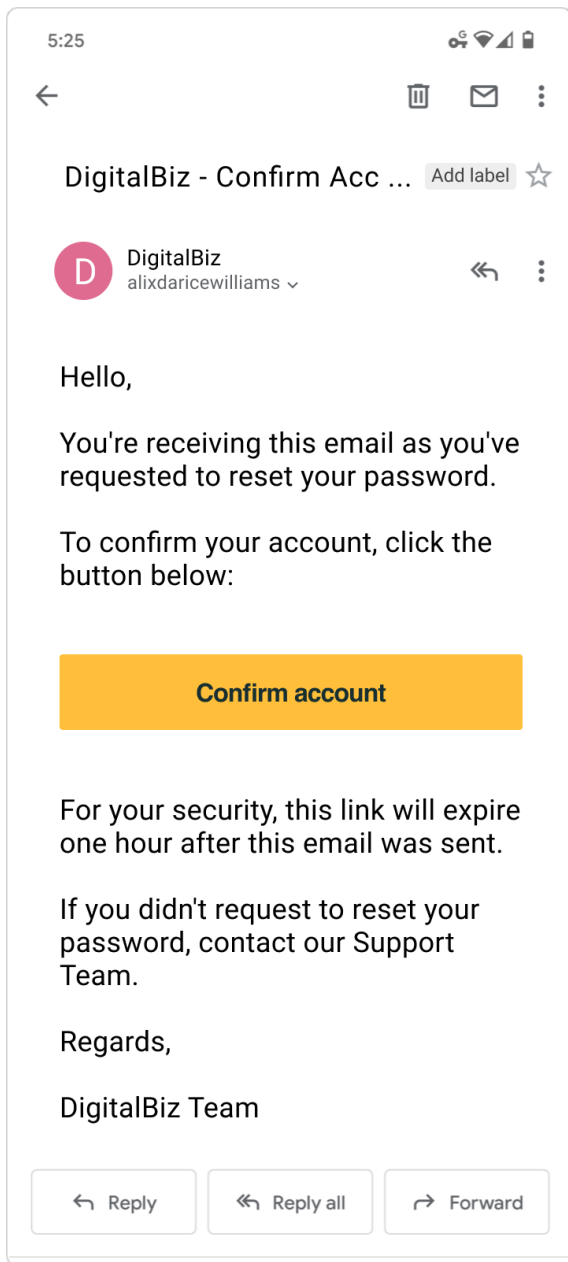 5:25
DigitalBiz - Confirm Acc ... Add label
D
DigitalBiz
alixdaricewilliams
Hello,
You're receiving this email as you've
requested to reset your password.
To confirm your account, click the
button below:
Confirm account
For your security, this link will expire
one hour after this email was sent.
If you didn't request to reset your
password, contact our Support
Team.
Regards,
DigitalBiz Team
Reply Reply all Forward